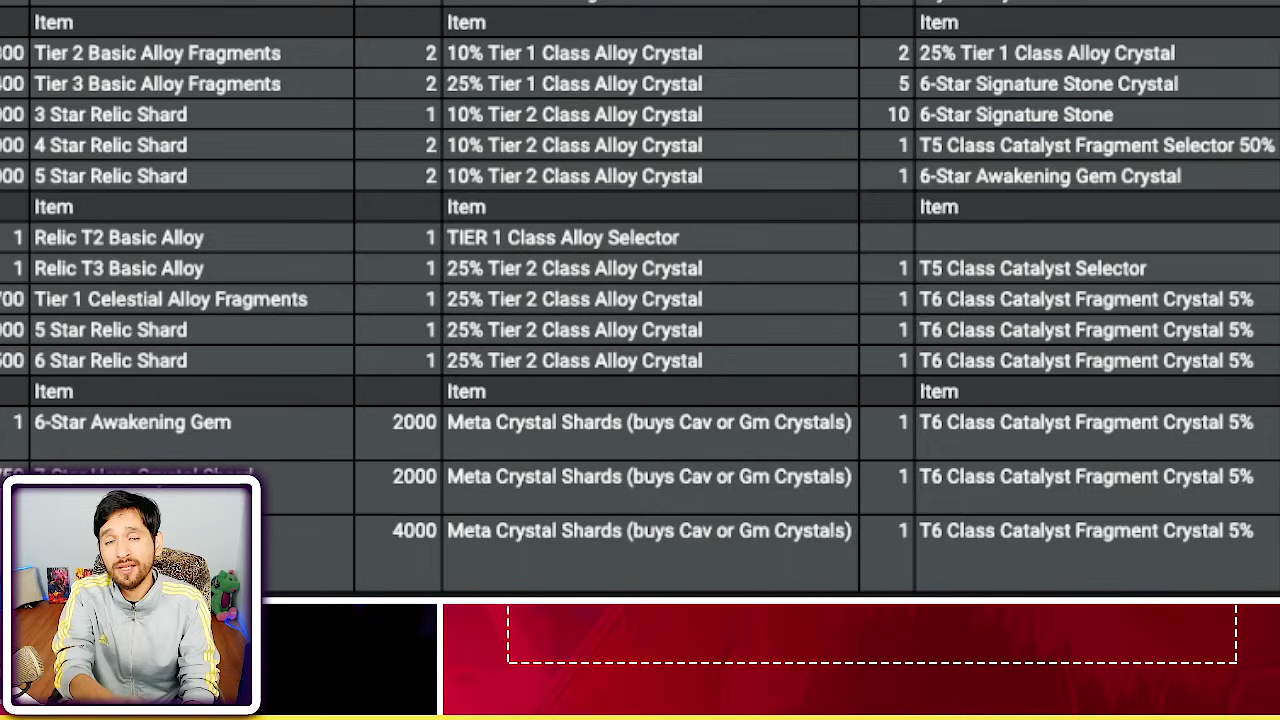 Item Item Item
00 Tier 2 Basic Alloy Fragments 2 10% Tier 1 Class Alloy Crystal 2 25% Tier 1 Class Alloy Crystal
00 Tier 3 Basic Alloy Fragments 2 25% Tier 1 Class Alloy Crystal 5 6-Star Signature Stone Crystal
00 3 Star Relic Shard 1 10% Tier 2 Class Alloy Crystal 10 6-Star Signature Stone
00 4 Star Relic Shard 2 10% Tier 2 Class Alloy Crystal 1 T5 Class Catalyst Fragment Selector 50%
00 5 Star Relic Shard 2 10% Tier 2 Class Alloy Crystal 1 6-Star Awakening Gem Crystal
Item Item Item
1 Relic T2 Basic Alloy 1 TIER 1 Class Alloy Selector
1 Relic T3 Basic Alloy 1 25% Tier 2 Class Alloy Crystal 1 T5 Class Catalyst Selector
00 Tier 1 Celestial Alloy Fragments 1 25% Tier 2 Class Alloy Crystal 1 T6 Class Catalyst Fragment Crystal 5%
00 5 Star Relic Shard 1 25% Tier 2 Class Alloy Crystal 1 T6 Class Catalyst Fragment Crystal 5%
00 6 Star Relic Shard 1 25% Tier 2 Class Alloy Crystal 1 T6 Class Catalyst Fragment Crystal 5%
Item Item Item
1 6-Star Awakening Gem 2000 Meta Crystal Shards (buys Cav or Gm Crystals) 1 T6 Class Catalyst Fragment Crystal 5%
2000 Meta Crystal Shards (buys Cav or Gm Crystals) 1 T6 Class Catalyst Fragment Crystal 5%
4000 Meta Crystal Shards (buys Cav or Gm Crystals) 1 T6 Class Catalyst Fragment Crystal 5%